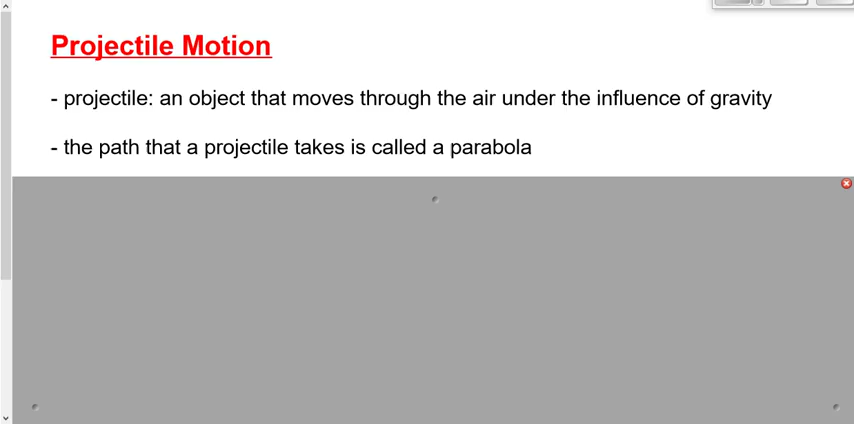 Projectile Motion
- projectile: an object that moves through the air under the influence of gravity
- the path that a projectile takes is called a parabola